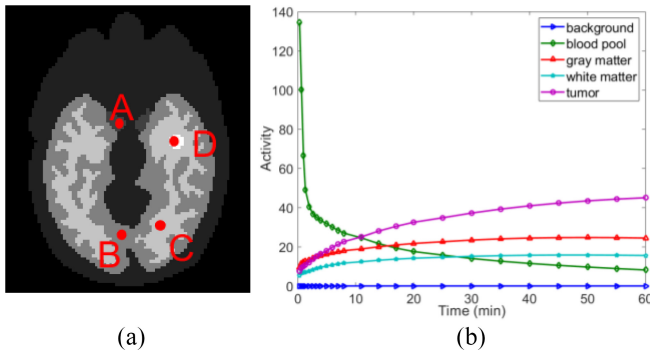 A
D
B
C
(a)
140
120
100
80
60
40
20
0
Activity
0
10
20
30
40
50
60
Time (min)
background
blood pool
gray matter
white matter
tumor
(b)